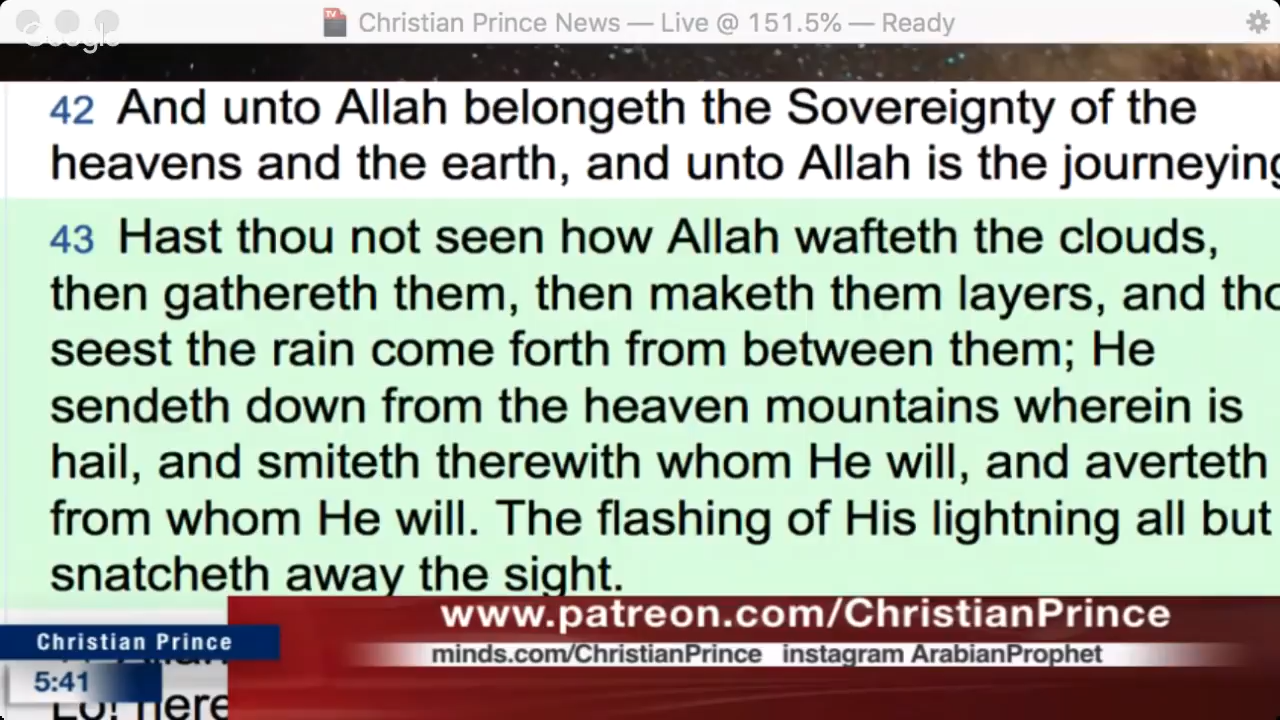 Christian Prince News — Live @ 151.5% — Ready
Google
42 And unto Allah belongeth the Sovereignty of the
heavens and the earth, and unto Allah is the journeying
43 Hast thou not seen how Allah wafteth the clouds,
then gathereth them, then maketh them layers, and tho
seest the rain come forth from between them; He
sendeth down from the heaven mountains wherein is
hail, and smiteth therewith whom He will, and averteth
from whom He will. The flashing of His lightning all but
snatcheth away the sight.
www.patreon.com/ChristianPrince
Christian Prince
minds.com/ChristianPrince instagram ArabianProphet
5:41
Lo! here